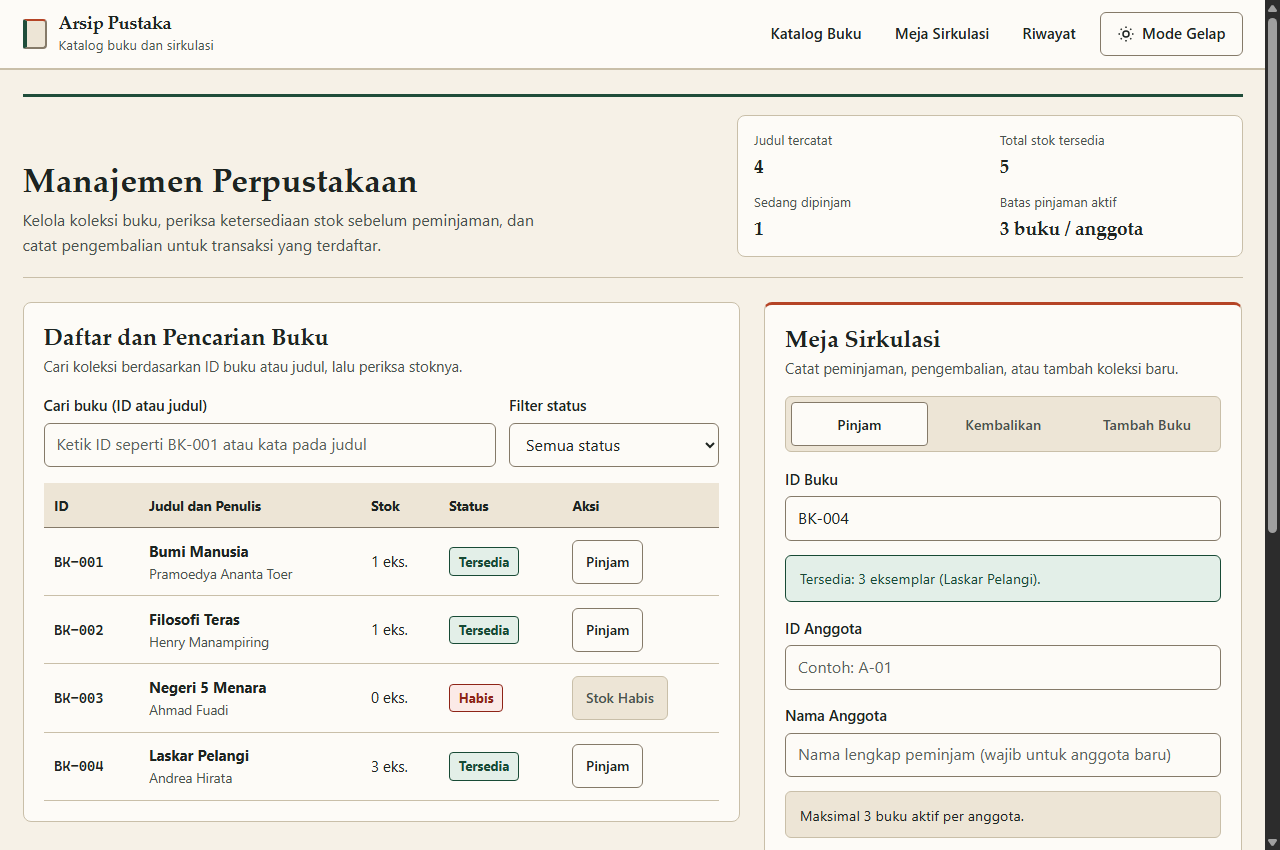 Arsip Pustaka
Katalog buku dan sirkulasi
Katalog Buku
Meja Sirkulasi
Riwayat
Mode Gelap
Manajemen Perpustakaan
Kelola koleksi buku, periksa ketersediaan stok sebelum peminjaman, dan
catat pengembalian untuk transaksi yang terdaftar.
Judul tercatat
4
Total stok tersedia
5
Sedang dipinjam
1
Batas pinjaman aktif
3 buku / anggota
Daftar dan Pencarian Buku
Cari koleksi berdasarkan ID buku atau judul, lalu periksa stoknya.
Cari buku (ID atau judul)
Ketik ID seperti BK-001 atau kata pada judul
Filter status
Semua status
ID Judul dan Penulis Stok Status Aksi
BK-001 Bumi Manusia 1 eks. Tersedia Pinjam
Pramoedya Ananta Toer
BK-002 Filosofi Teras 1 eks. Tersedia Pinjam
Henry Manampiring
BK-003 Negeri 5 Menara 0 eks. Habis Stok Habis
Ahmad Fuadi
BK-004 Laskar Pelangi 3 eks. Tersedia Pinjam
Andrea Hirata
Meja Sirkulasi
Catat peminjaman, pengembalian, atau tambah koleksi baru.
Pinjam Kembalikan Tambah Buku
ID Buku
BK-004
Tersedia: 3 eksemplar (Laskar Pelangi).
ID Anggota
Contoh: A-01
Nama Anggota
Nama lengkap peminjam (wajib untuk anggota baru)
Maksimal 3 buku aktif per anggota.